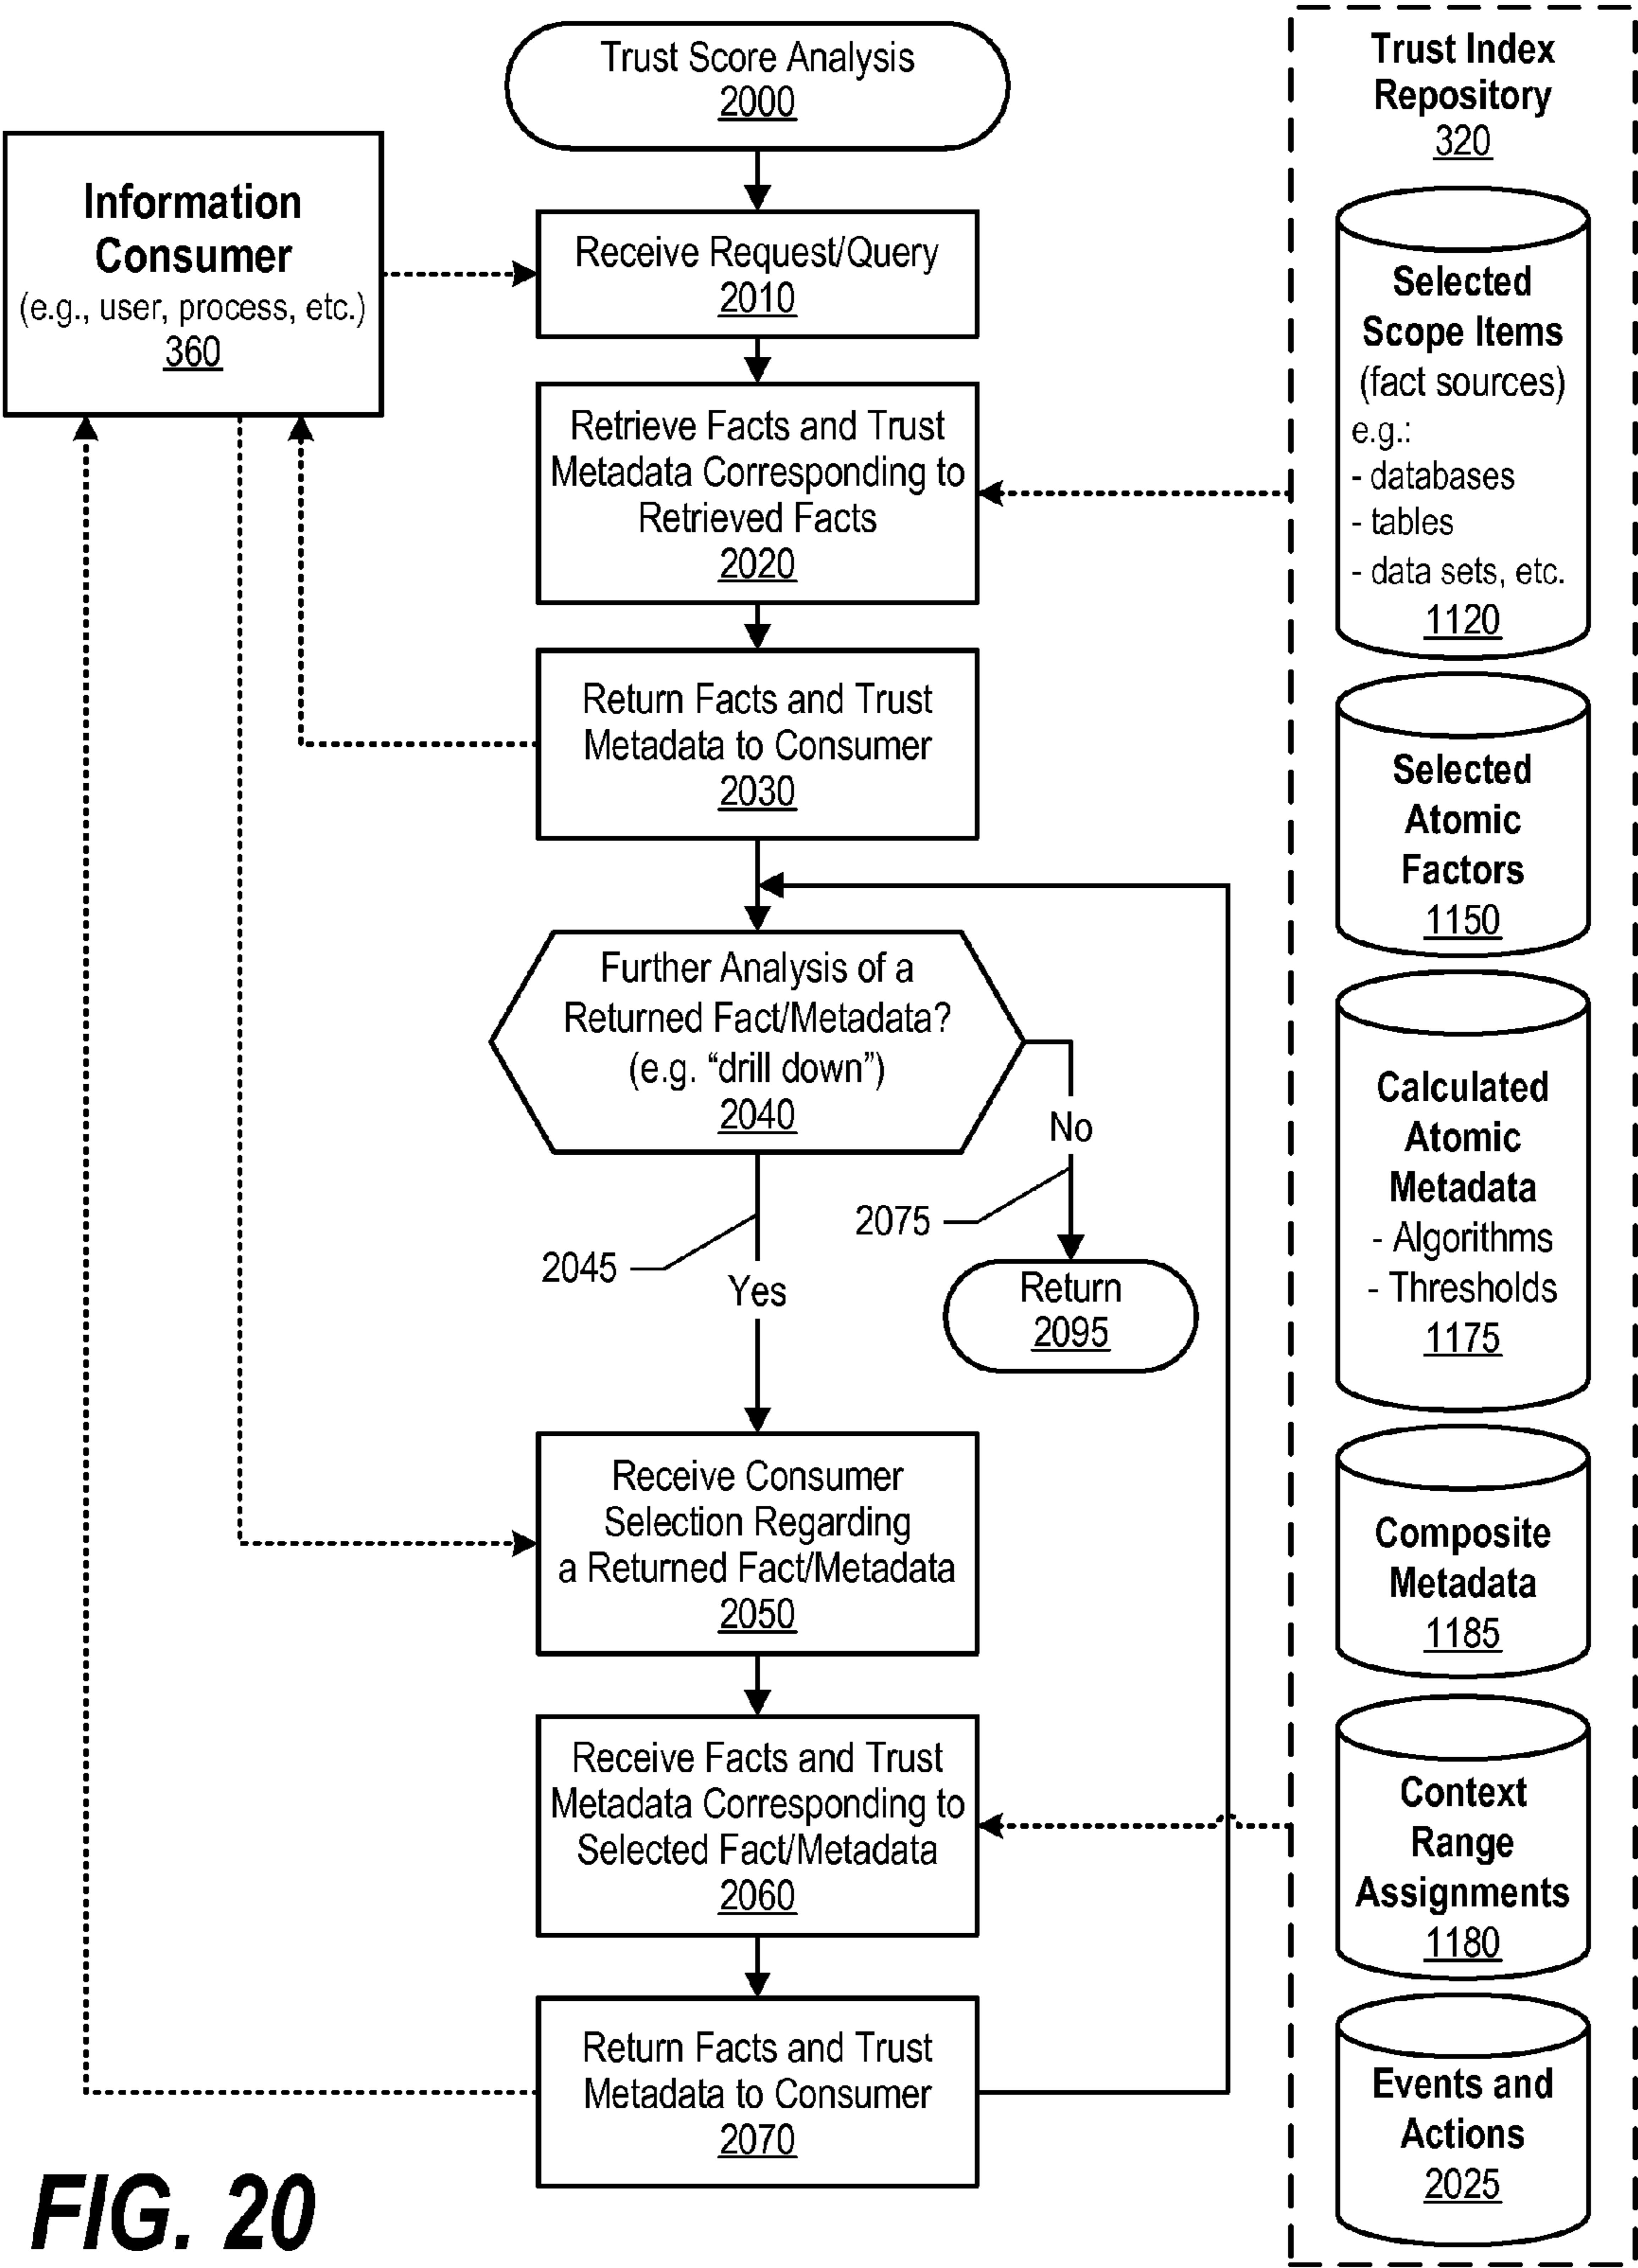 Trust Score Analysis
2000
Information
Consumer
(e.g., user, process, etc.)
360
Receive Request/Query
2010
Retrieve Facts and Trust
Metadata Corresponding to
Retrieved Facts
2020
Return Facts and Trust
Metadata to Consumer
2030
Further Analysis of a
Returned Fact/Metadata?
(e.g. “drill down”)
2040
No
2075
2045
Yes
Return
2095
Receive Consumer
Selection Regarding
a Returned Fact/Metadata
2050
Receive Facts and Trust
Metadata Corresponding to
Selected Fact/Metadata
2060
Return Facts and Trust
Metadata to Consumer
2070
Trust Index
Repository
320
Selected
Scope Items
(fact sources)
e.g.:
- databases
- tables
- data sets, etc.
1120
Selected
Atomic
Factors
1150
Calculated
Atomic
Metadata
- Algorithms
- Thresholds
1175
Composite
Metadata
1185
Context
Range
Assignments
1180
Events and
Actions
2025
FIG. 20